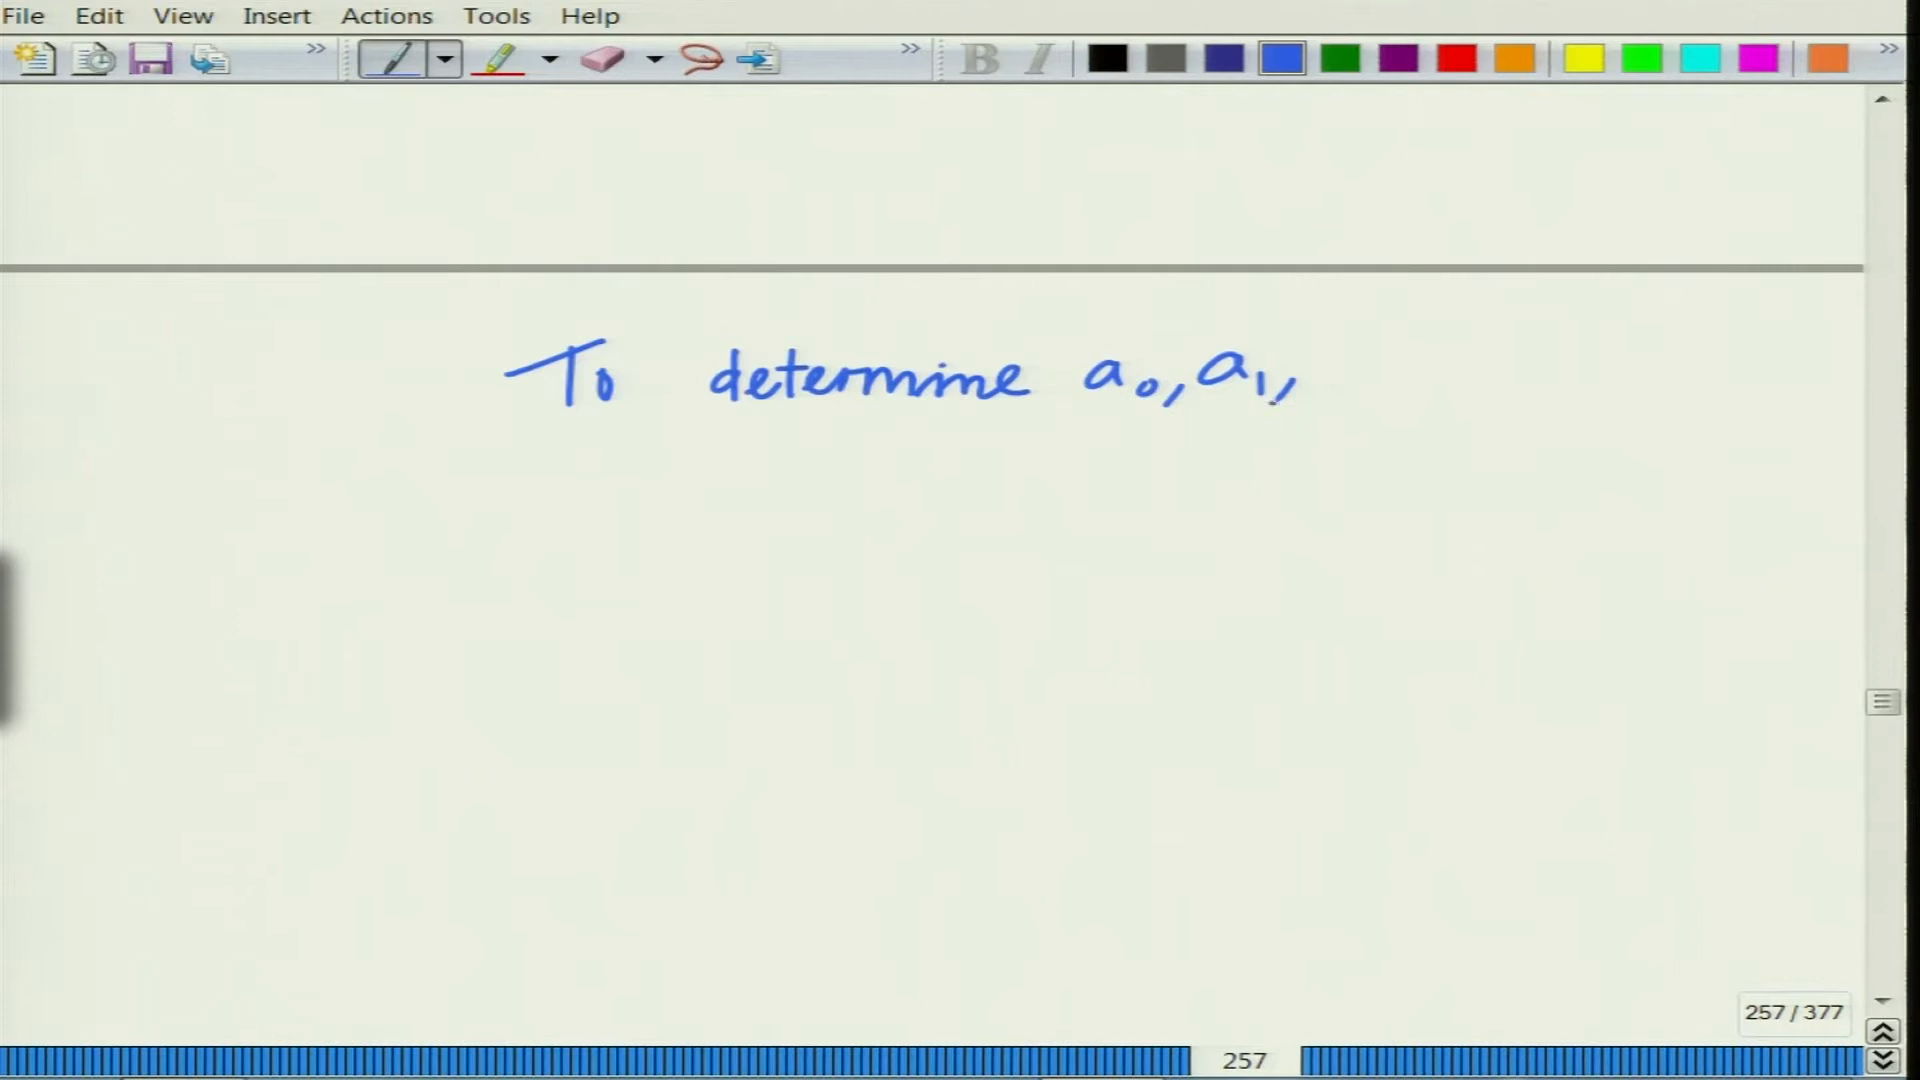 File Edit View Insert Actions Tools Help
» » B I »
To determine a₀, a₁,
257 / 377
257